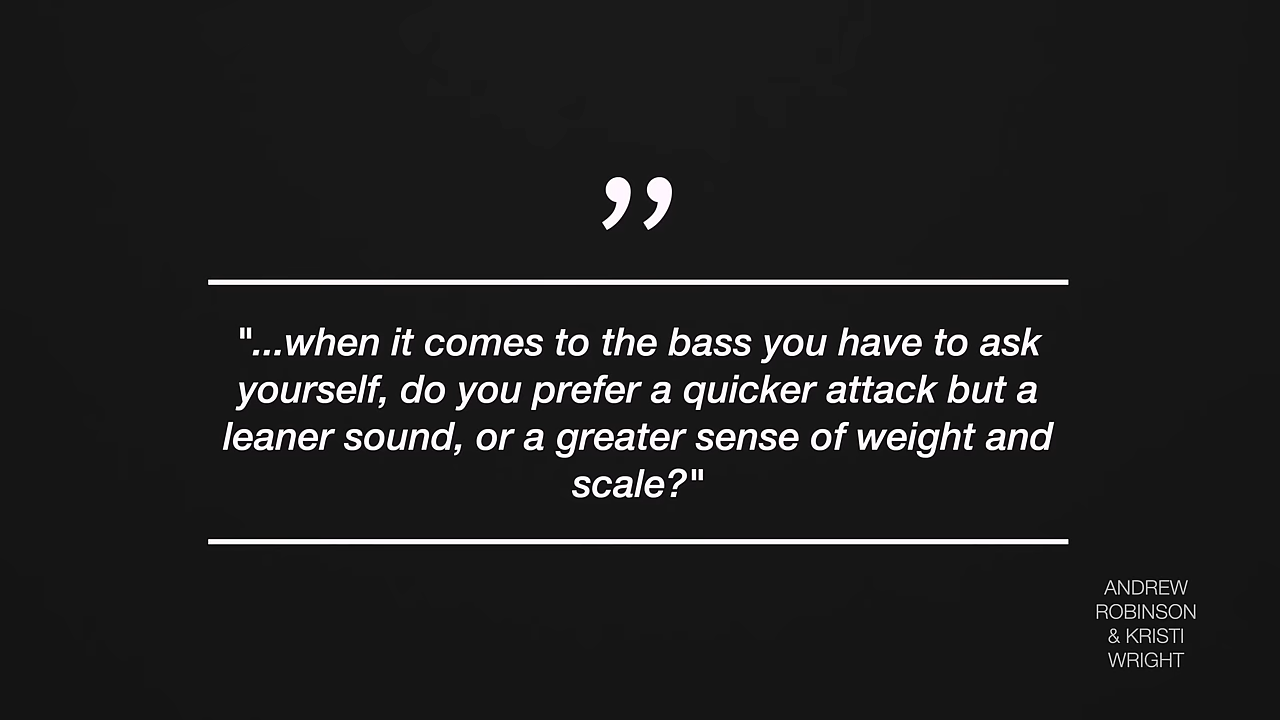 ”
"...when it comes to the bass you have to ask
yourself, do you prefer a quicker attack but a
leaner sound, or a greater sense of weight and
scale?"
ANDREW
ROBINSON
& KRISTI
WRIGHT